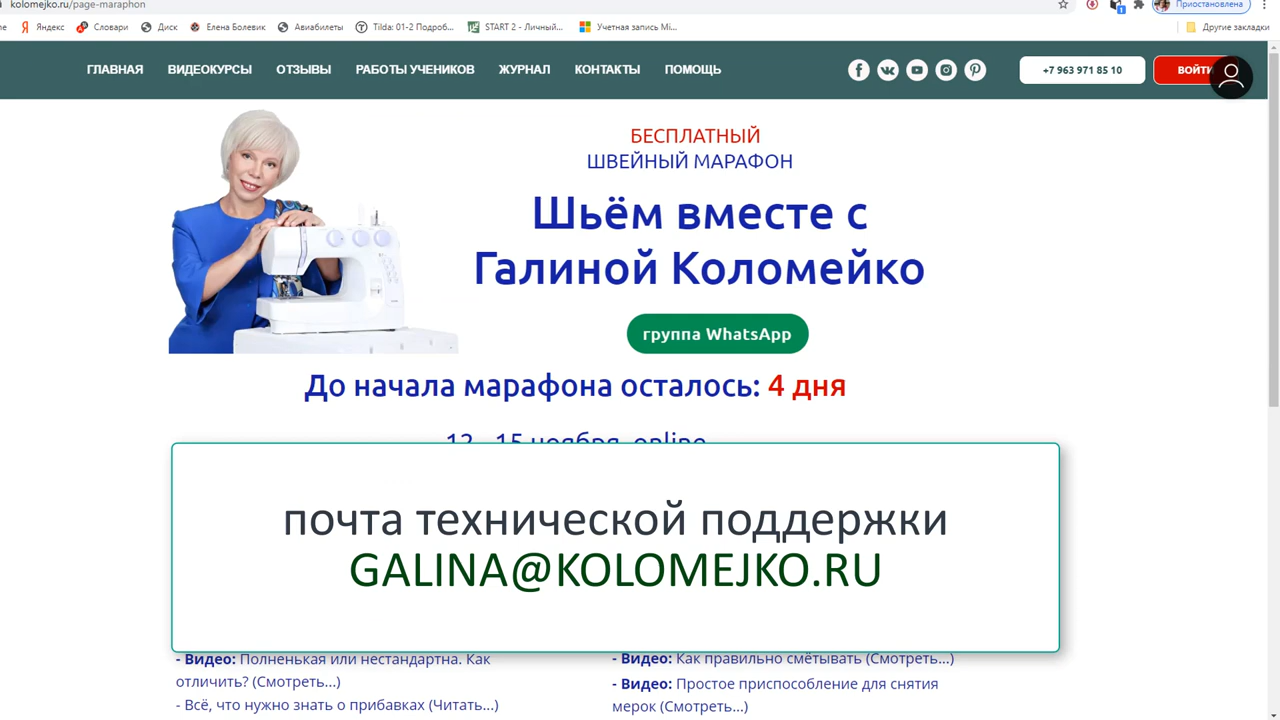 kolomejko.ru/page-maraphon
Приостановлена
Яндекс Словари Диск Елена Болевик Авиабилеты Tilda: 01-2 Подроб... START 2 - Личный... Учетная запись Mi... Другие закладки
ГЛАВНАЯ ВИДЕОКУРСЫ ОТЗЫВЫ РАБОТЫ УЧЕНИКОВ ЖУРНАЛ КОНТАКТЫ ПОМОЩЬ +7 963 971 85 10 ВОЙТИ
БЕСПЛАТНЫЙ
ШВЕЙНЫЙ МАРАФОН
Шьём вместе с
Галиной Коломейко
группа WhatsApp
До начала марафона осталось: 4 дня
12 - 15 ноября, online
почта технической поддержки
GALINA@KOLOMEJKO.RU
- Видео: Полненькая или нестандартна. Как
отличить? (Смотреть...)
- Всё, что нужно знать о прибавках (Читать...)
- Видео: Как правильно смётывать (Смотреть...)
- Видео: Простое приспособление для снятия
мерок (Смотреть...)